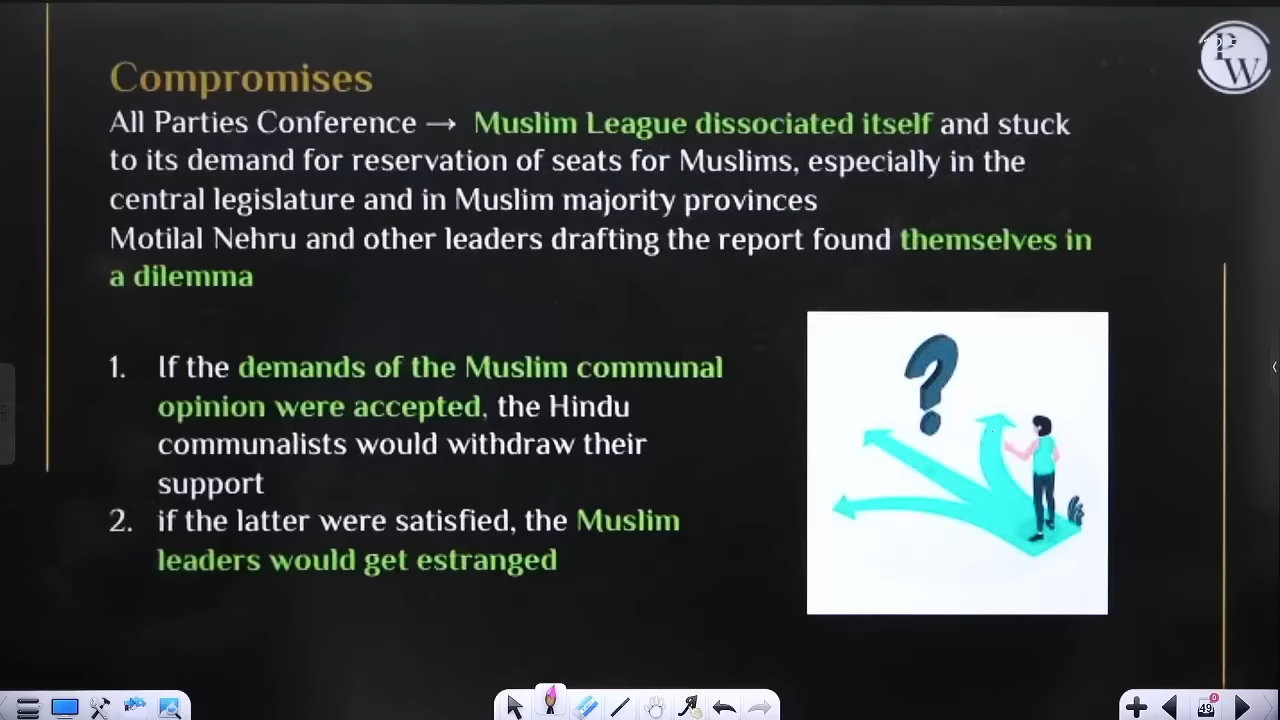 PW
Compromises
All Parties Conference → Muslim League dissociated itself and stuck
to its demand for reservation of seats for Muslims, especially in the
central legislature and in Muslim majority provinces
Motilal Nehru and other leaders drafting the report found themselves in
a dilemma
1. If the demands of the Muslim communal
opinion were accepted, the Hindu
communalists would withdraw their
support
2. if the latter were satisfied, the Muslim
leaders would get estranged
?
49